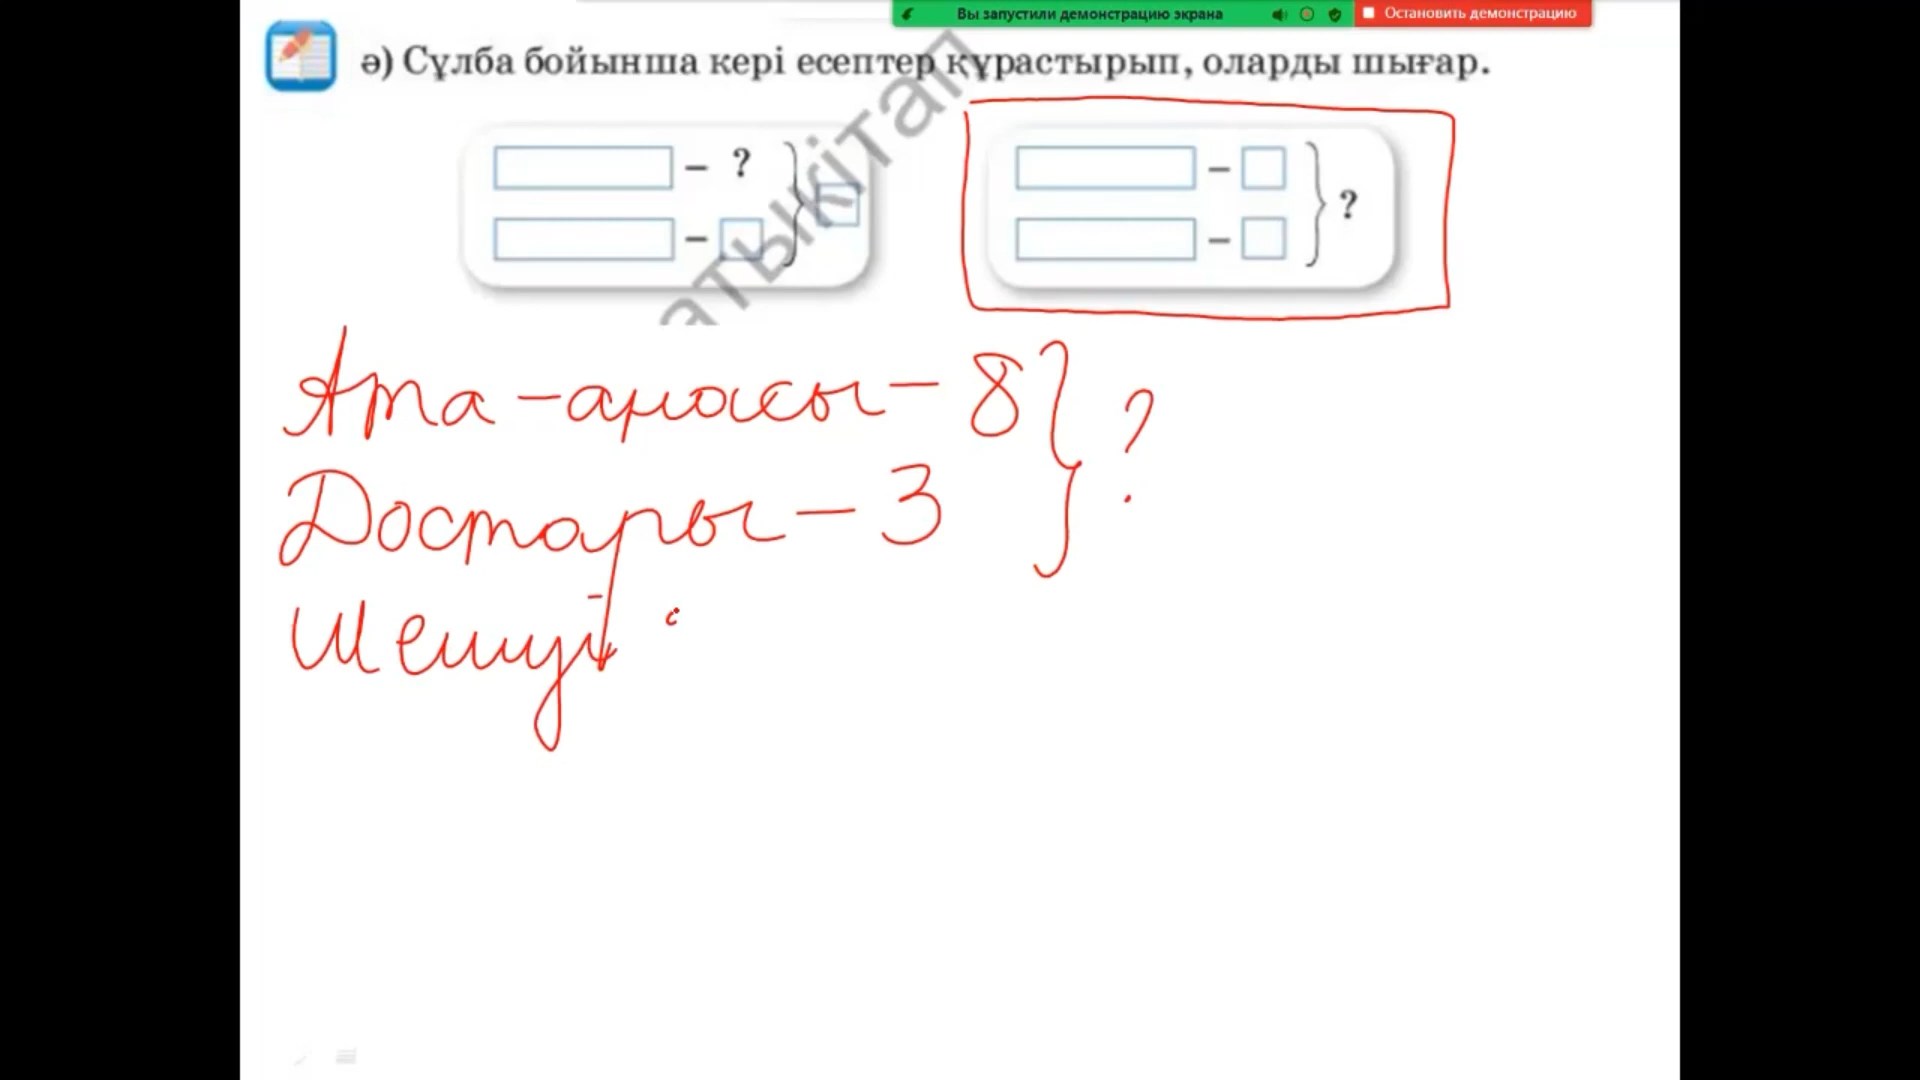 Вы запустили демонстрацию экрана Остановить демонстрацию
ә) Сұлба бойынша кері есептер құрастырып, оларды шығар.
– ? – ?
– –
Ата-анасы – 8 ?
Достары – 3
Шешуі